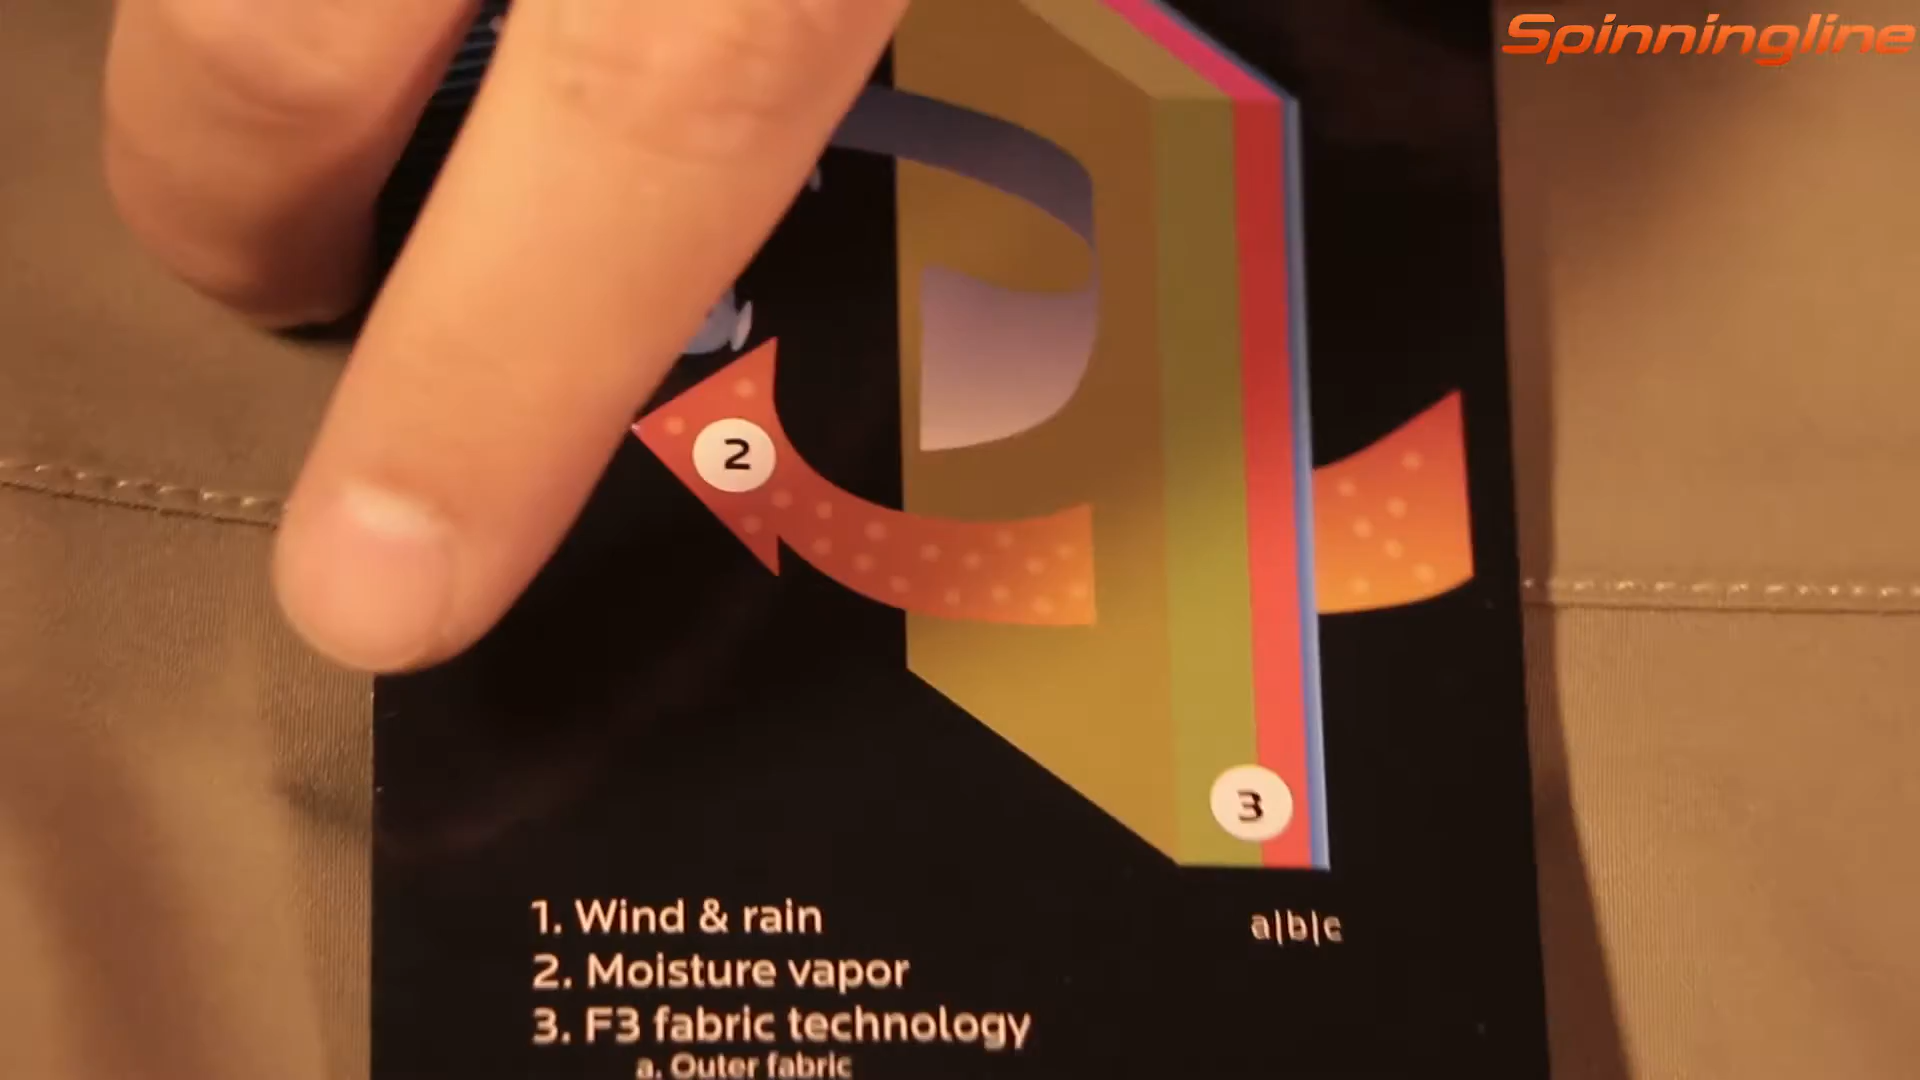 Spinningline
2
3
a|b|c
1. Wind & rain
2. Moisture vapor
3. F3 fabric technology
a. Outer fabric